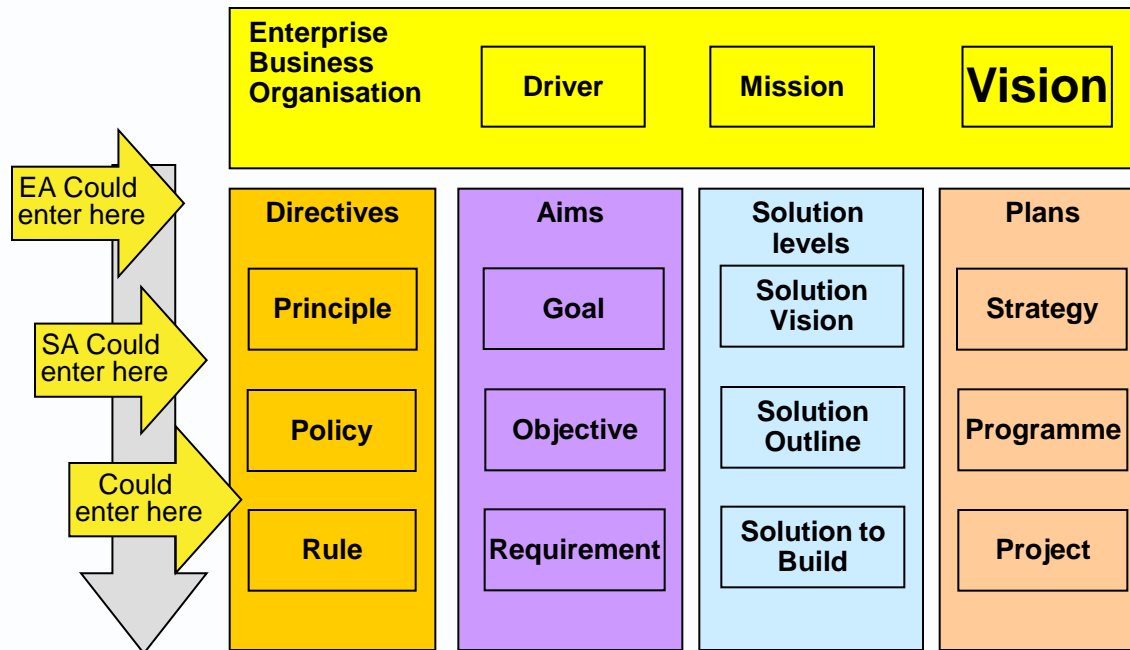 Enterprise
Business
Organisation
Driver
Mission
Vision
EA Could
enter here
SA Could
enter here
Could
enter here
Directives
Principle
Policy
Rule
Aims
Goal
Objective
Requirement
Solution
levels
Solution
Vision
Solution
Outline
Solution to
Build
Plans
Strategy
Programme
Project